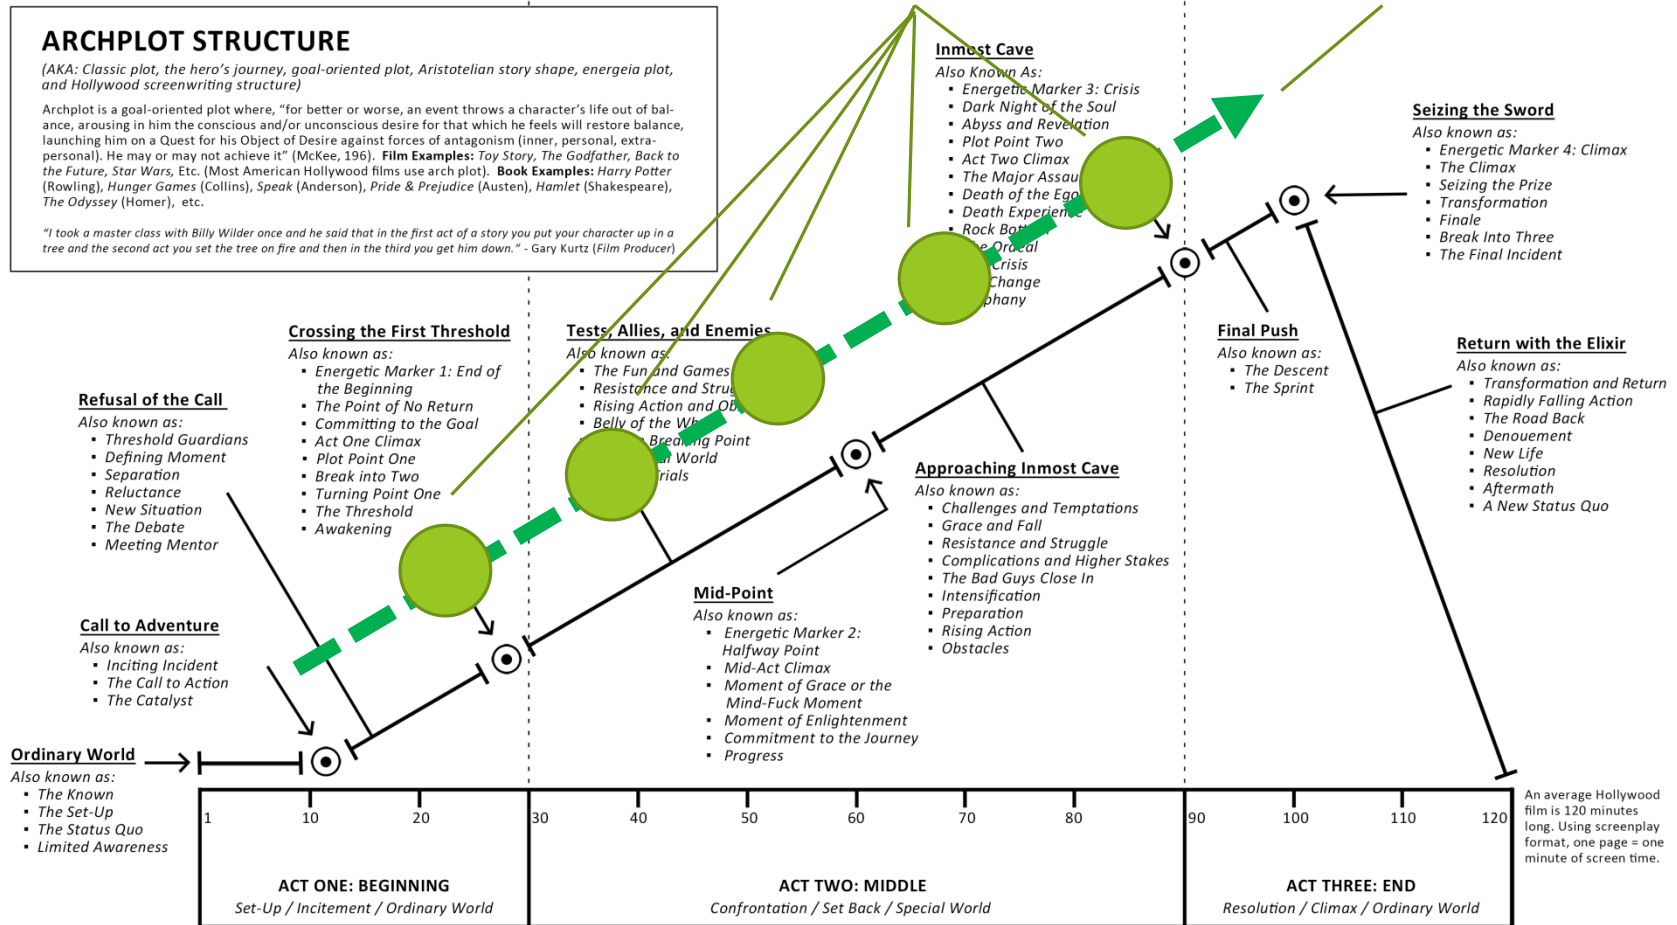 ARCHPLOT STRUCTURE
(AKA: Classic plot, the hero's journey, goal-oriented plot, Aristotelian story shape, energeia plot,
and Hollywood screenwriting structure)
Archplot is a goal-oriented plot where, "for better or worse, an event throws a character's life out of bal-
ance, arousing in him the conscious and/or unconscious desire for that which he feels will restore balance,
launching him on a Quest for his Object of Desire against forces of antagonism (inner, personal, extra-
personal). He may or may not achieve it" (McKee, 196). Film Examples: Toy Story, The Godfather, Back to
the Future, Star Wars, Etc. (Most American Hollywood films use arch plot). Book Examples: Harry Potter
(Rowling), Hunger Games (Collins), Speak (Anderson), Pride & Prejudice (Austen), Hamlet (Shakespeare),
The Odyssey (Homer), etc.
"I took a master class with Billy Wilder once and he said that in the first act of a story you put your character up in a
tree and the second act you set the tree on fire and then in the third you get him down." - Gary Kurtz (Film Producer)
Ordinary World
Also known as:
▪ The Known
▪ The Set-Up
▪ The Status Quo
▪ Limited Awareness
Call to Adventure
Also known as:
▪ Inciting Incident
▪ The Call to Action
▪ The Catalyst
Refusal of the Call
Also known as:
▪ Threshold Guardians
▪ Defining Moment
▪ Separation
▪ Reluctance
▪ New Situation
▪ The Debate
▪ Meeting Mentor
Crossing the First Threshold
Also known as:
▪ Energetic Marker 1: End of
the Beginning
▪ The Point of No Return
▪ Committing to the Goal
▪ Act One Climax
▪ Plot Point One
▪ Break into Two
▪ Turning Point One
▪ The Threshold
▪ Awakening
Tests, Allies, and Enemies
Also known as:
▪ The Fun and Games
▪ Resistance and
▪ Rising Action and
▪ Belly of the
Breaking Point
World
Trials
Mid-Point
Also known as:
▪ Energetic Marker 2:
Halfway Point
▪ Mid-Act Climax
▪ Moment of Grace or the
Mind-Fuck Moment
▪ Moment of Enlightenment
▪ Commitment to the Journey
▪ Progress
Approaching Inmost Cave
Also known as:
▪ Challenges and Temptations
▪ Grace and Fall
▪ Resistance and Struggle
▪ Complications and Higher Stakes
▪ The Bad Guys Close In
▪ Intensification
▪ Preparation
▪ Rising Action
▪ Obstacles
Inmost Cave
Also Known As:
▪ Energetic Marker 3: Crisis
▪ Dark Night of the Soul
▪ Abyss and Revelation
▪ Plot Point Two
▪ Act Two Climax
▪ The Major
▪ Death of the Ego
▪ Death Experience
▪ Rock
Ordeal
Crisis
Change
Final Push
Also known as:
▪ The Descent
▪ The Sprint
Seizing the Sword
Also known as:
▪ Energetic Marker 4: Climax
▪ The Climax
▪ Seizing the Prize
▪ Transformation
▪ Finale
▪ Break Into Three
▪ The Final Incident
Return with the Elixir
Also known as:
▪ Transformation and Return
▪ Rapidly Falling Action
▪ The Road Back
▪ Denouement
▪ New Life
▪ Resolution
▪ Aftermath
▪ A New Status Quo
1 10 20 30 40 50 60 70 80 90 100 110 120
An average Hollywood
film is 120 minutes
long. Using screenplay
format, one page = one
minute of screen time.
ACT ONE: BEGINNING
Set-Up / Incitement / Ordinary World
ACT TWO: MIDDLE
Confrontation / Set Back / Special World
ACT THREE: END
Resolution / Climax / Ordinary World